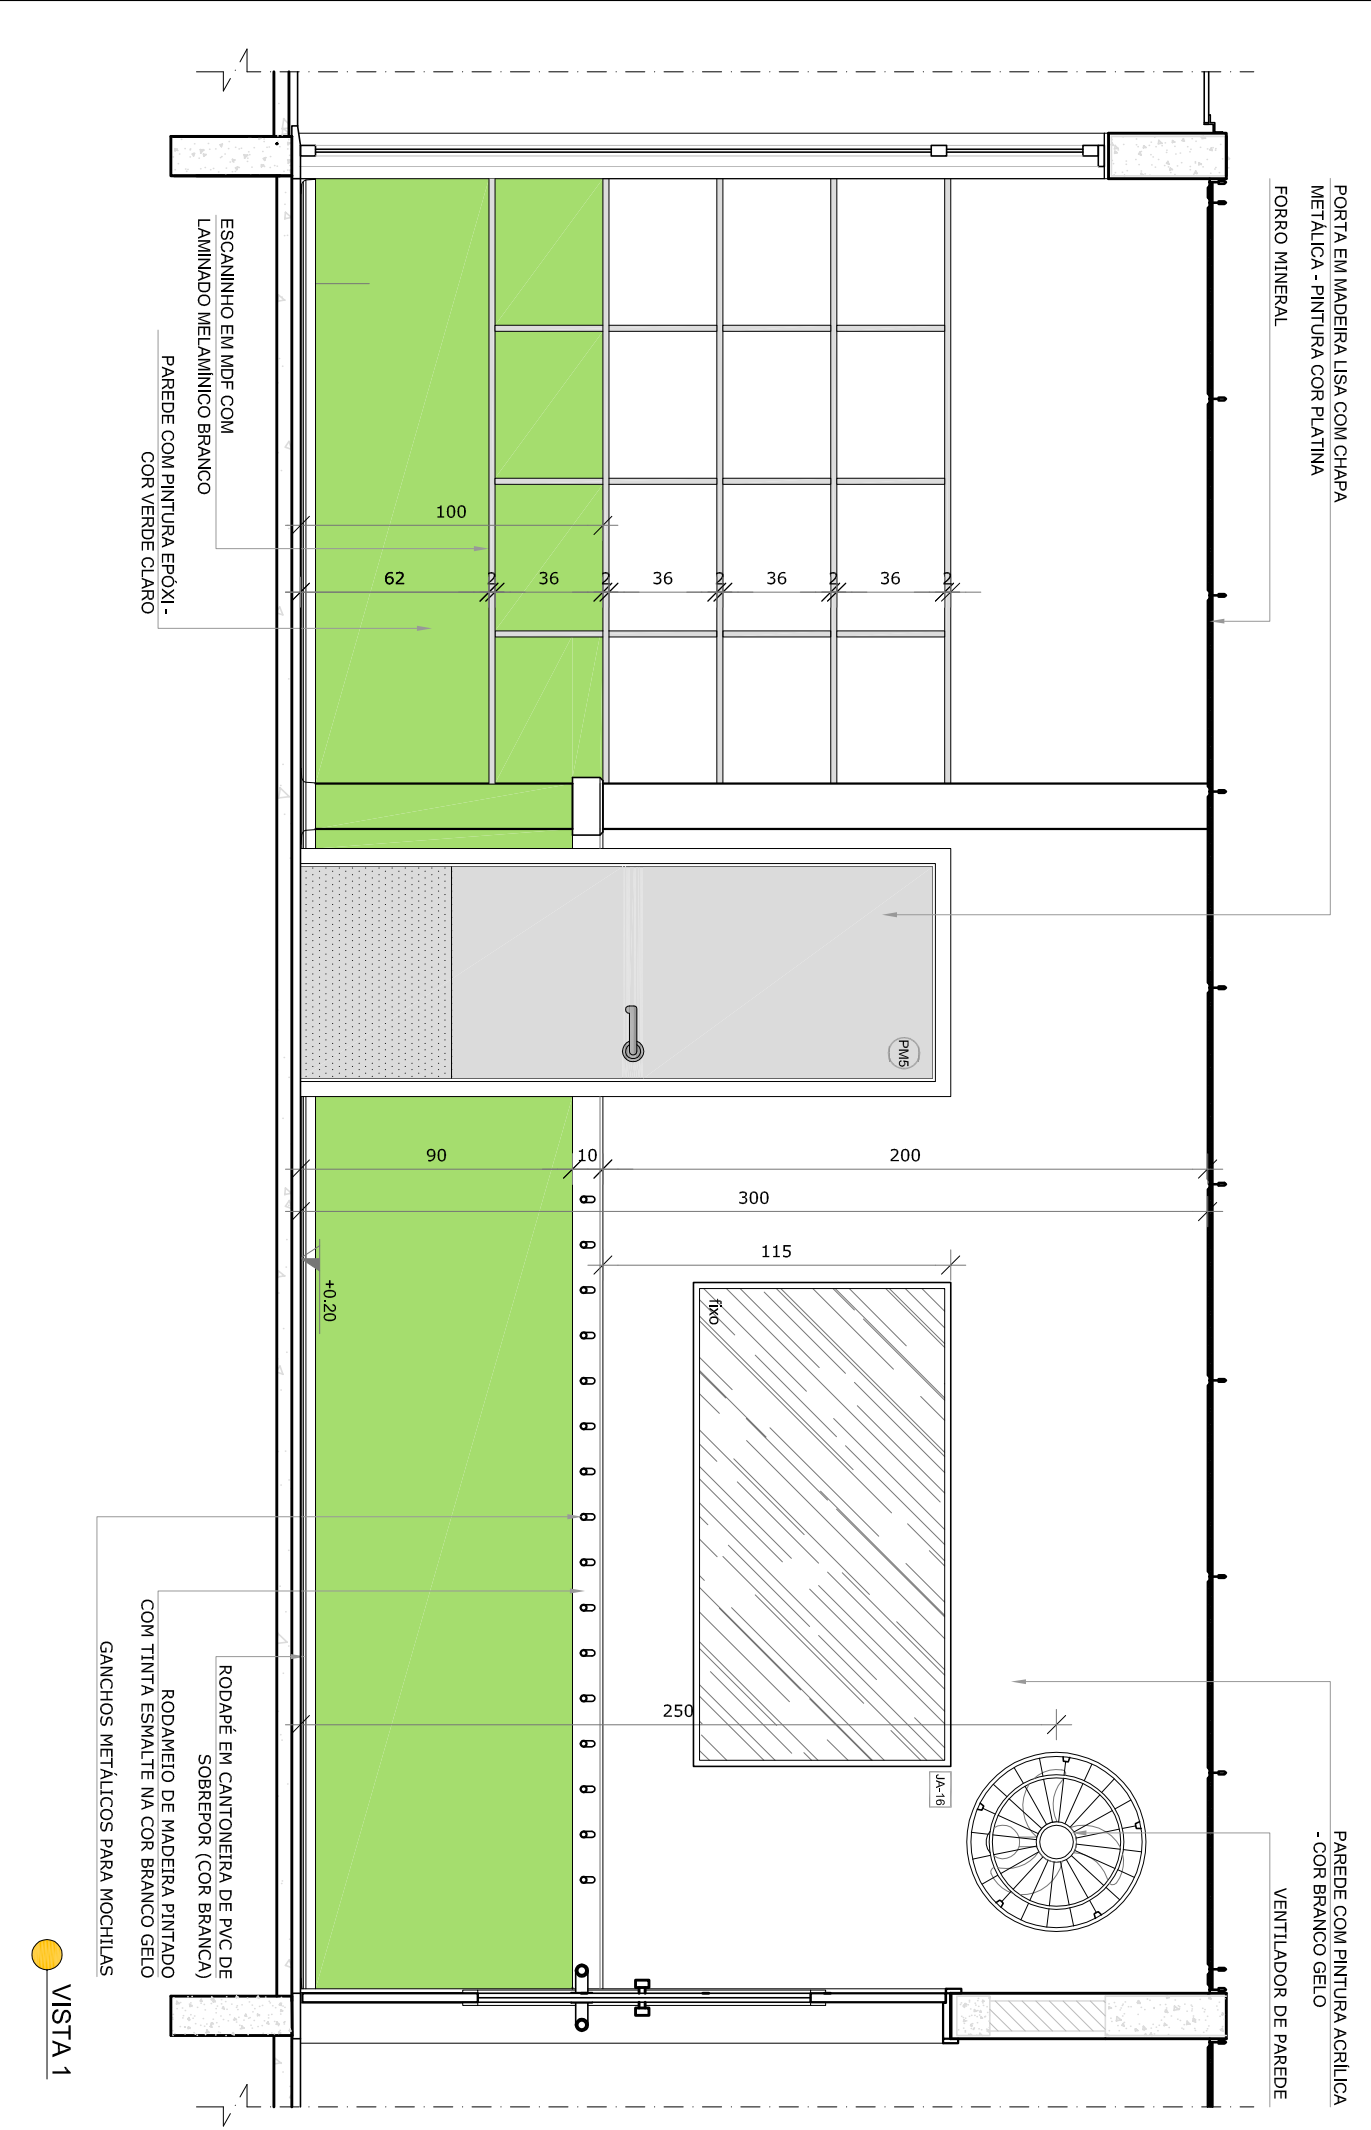 PORTA EM MADEIRA LISA COM CHAPA
METÁLICA - PINTURA COR PLATINA
FORRO MINERAL
PAREDE COM PINTURA ACRÍLICA
- COR BRANCO GELO
VENTILADOR DE PAREDE
PM5
JA-16
fixo
+0.20
100
62
2
36
2
36
2
36
2
36
2
90
10
200
300
115
250
ESCANINHO EM MDF COM
LAMINADO MELAMÍNICO BRANCO
PAREDE COM PINTURA EPÓXI -
COR VERDE CLARO
RODAPÉ EM CANTONEIRA DE PVC DE
SOBREPOR (COR BRANCA)
RODAMEIO DE MADEIRA PINTADO
COM TINTA ESMALTE NA COR BRANCO GELO
GANCHOS METÁLICOS PARA MOCHILAS
VISTA 1